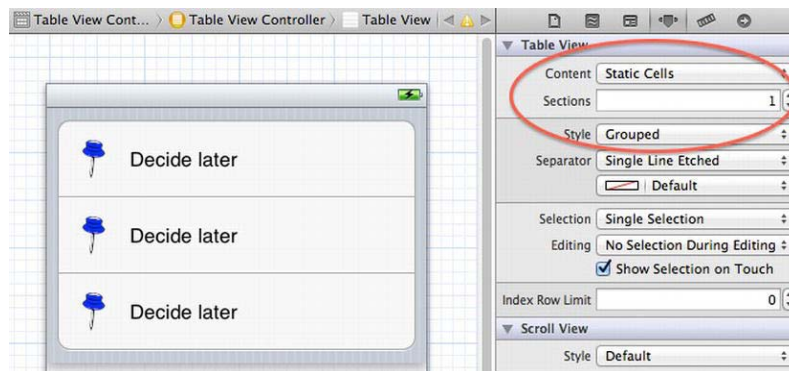 Table View Cont... Table View Controller Table View
Table View
Content Static Cells
Sections 1
Style Grouped
Separator Single Line Etched
Default
Selection Single Selection
Editing No Selection During Editing
Show Selection on Touch
Index Row Limit 0
Scroll View
Style Default
Decide later
Decide later
Decide later